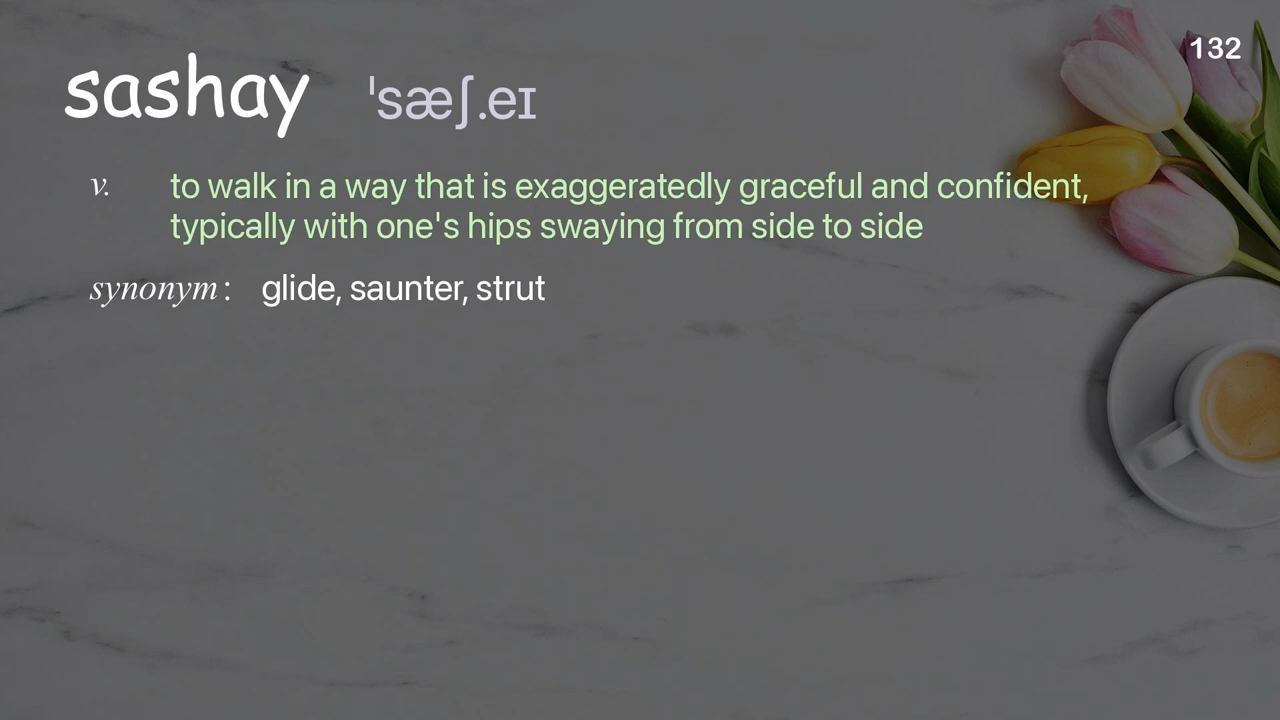 132
sashay ˈsæʃ.eɪ
v. to walk in a way that is exaggeratedly graceful and confident,
typically with one's hips swaying from side to side
synonym : glide, saunter, strut